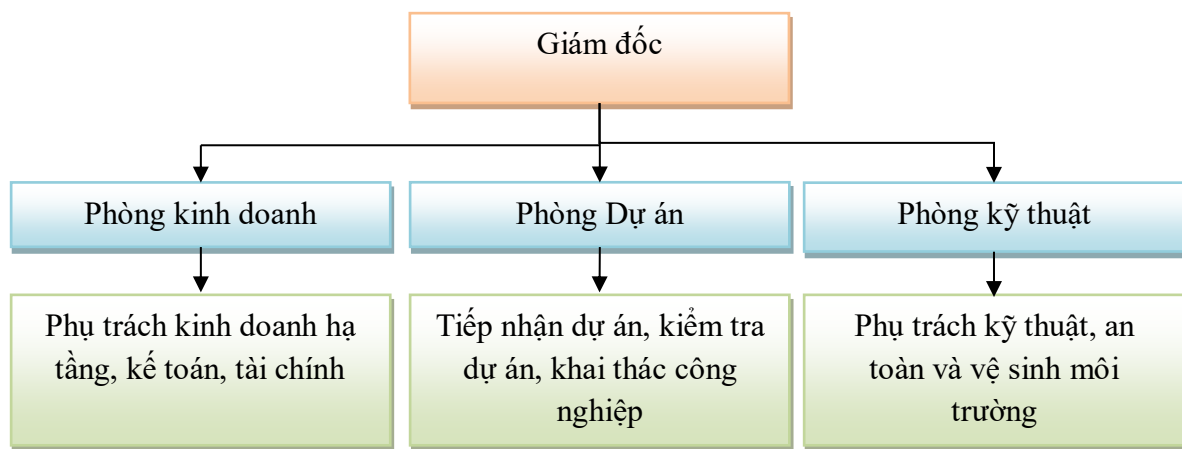 Giám đốc
Phòng kinh doanh
Phòng Dự án
Phòng kỹ thuật
Phụ trách kinh doanh hạ
tầng, kế toán, tài chính
Tiếp nhận dự án, kiểm tra
dự án, khai thác công
nghiệp
Phụ trách kỹ thuật, an
toàn và vệ sinh môi
trường